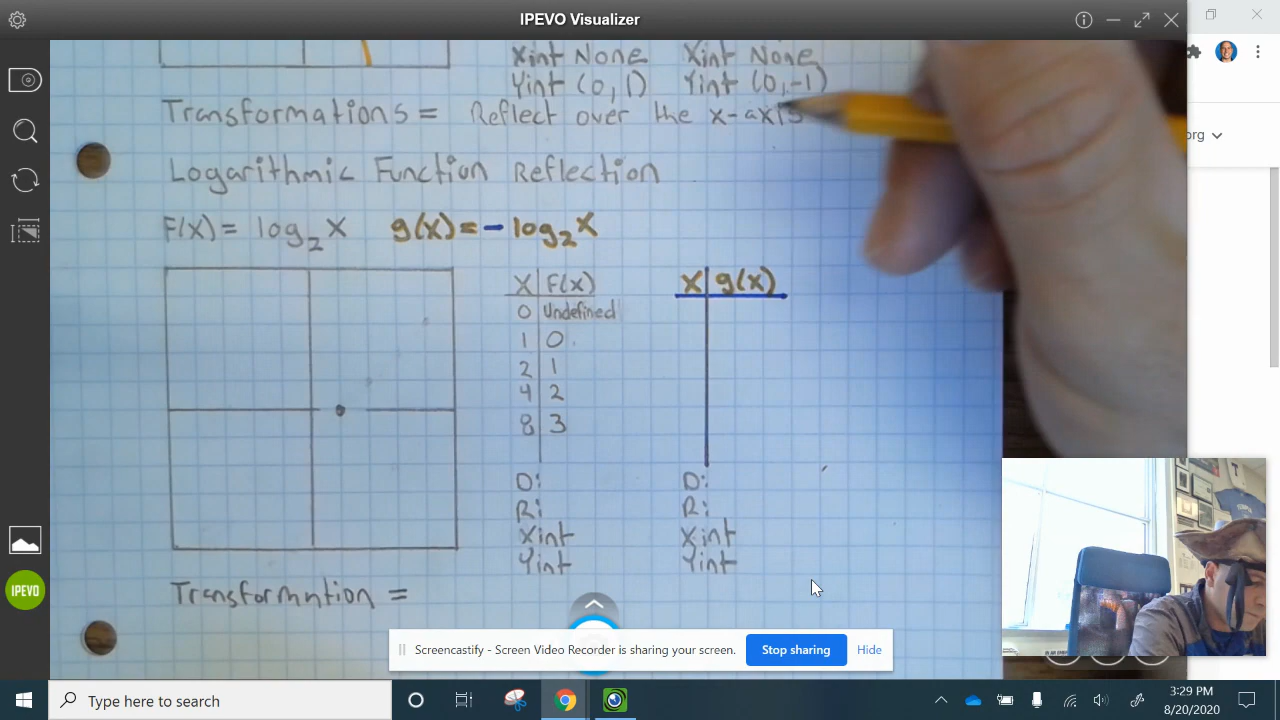 IPEVO Visualizer
Xint None Xint None
Yint (0, 1) Yint (0, -1)
Transformations = Reflect over the x-axis
Logarithmic Function Reflection
F(x) = log₂ X g(x) = - log₂ X
X F(x) X g(x)
0 Undefined
1 0
2 1
4 2
8 3
D: D:
R: R:
Xint Xint
Yint Yint
Transformation =
IPEVO
Screencastify - Screen Video Recorder is sharing your screen. Stop sharing Hide
Type here to search
3:29 PM
8/20/2020
org